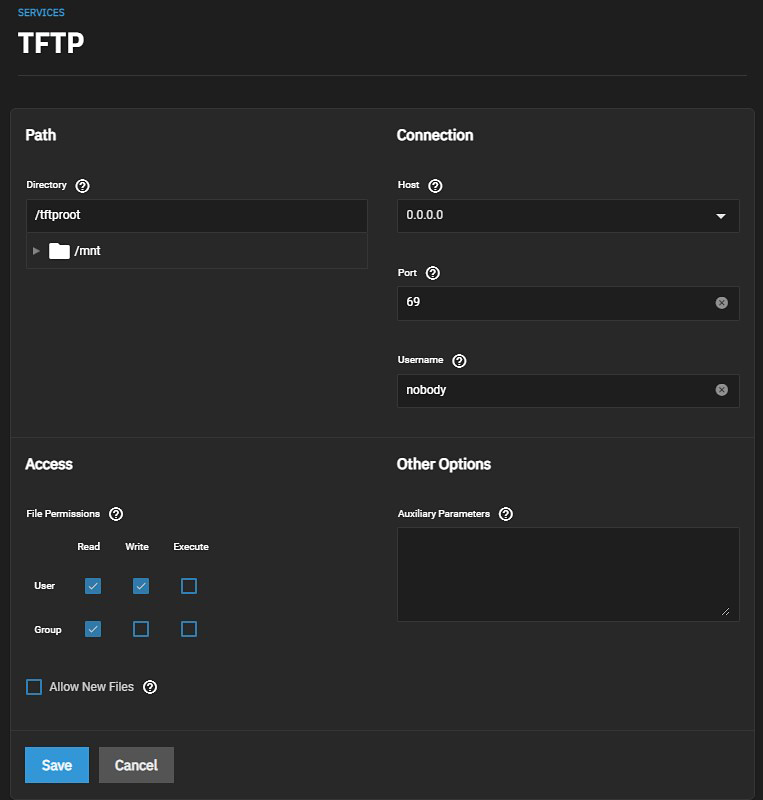 SERVICES
TFTP
Path
Directory
/tftproot
/mnt
Connection
Host
0.0.0.0
Port
69
Username
nobody
Access
File Permissions
Read Write Execute
User
Group
Allow New Files
Other Options
Auxiliary Parameters
Save Cancel